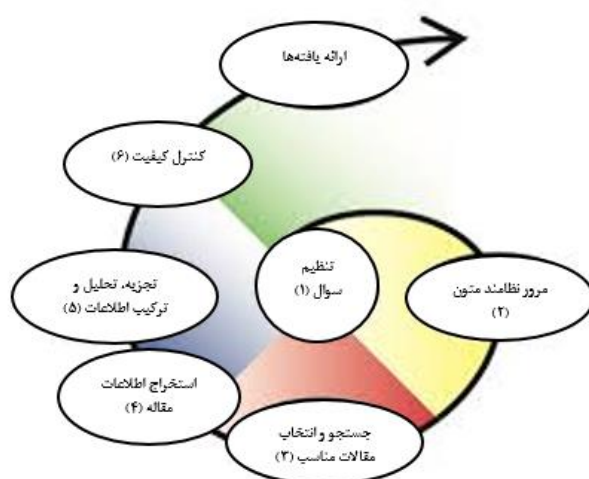 ارائه یافته‌ها
کنترل کیفیت (۶)
تنظیم
سوال (۱)
مرور نظامند متون
(۲)
تجزیه، تحلیل و
ترکیب اطلاعات (۵)
استخراج اطلاعات
مقاله (۴)
جستجو و انتخاب
مقالات مناسب (۳)